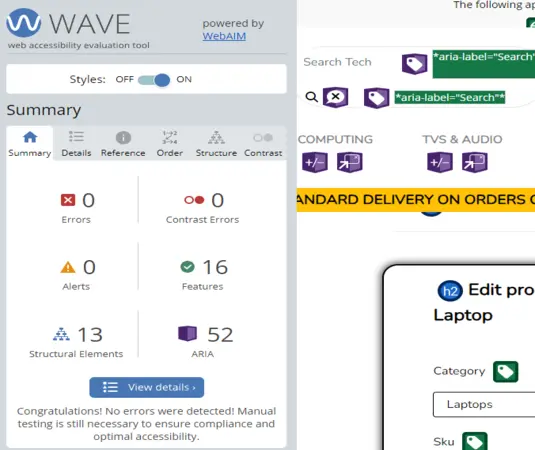 WAVE
web accessibility evaluation tool
powered by
WebAIM
Styles: OFF ON
Summary
Summary Details Reference Order Structure Contrast
0
Errors
0
Contrast Errors
0
Alerts
16
Features
13
Structural Elements
52
ARIA
View details ›
Congratulations! No errors were detected! Manual
testing is still necessary to ensure compliance and
optimal accessibility.
The following ap
Search Tech
*aria-label="Search"
*aria-label="Search"*
COMPUTING
TVS & AUDIO
+/-
+/-
ANDARD DELIVERY ON ORDERS
h2 Edit pro
Laptop
Category
Laptops
Sku